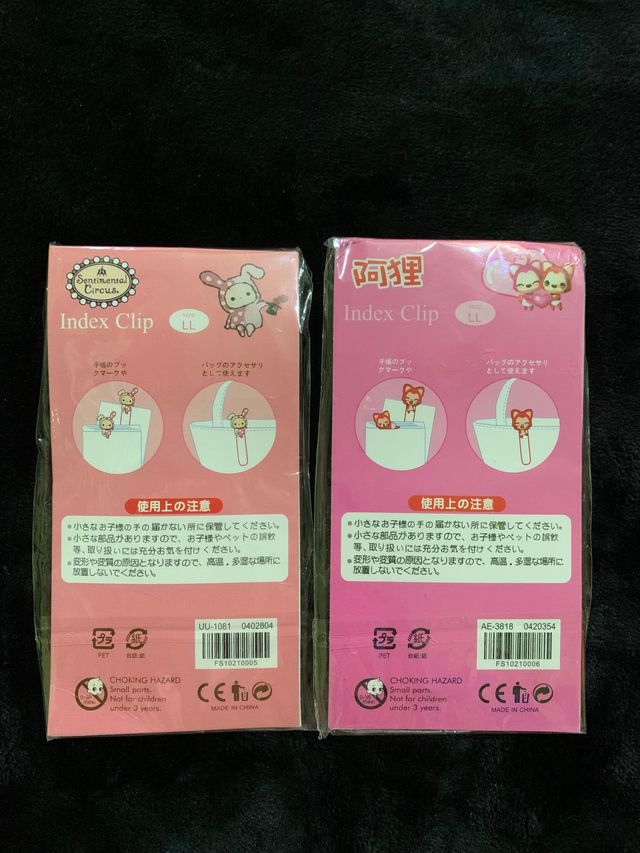 Sentimental
Circus.
Index Clip
size
LL
手帳のブッ
クマークや
バッグのアクセサリ
として使えます
使用上の注意
●小さなお子様の手の届かない所に保管してください。
●小さな部品がありますので、お子様やペットの誤飲
等、取り扱いには充分お気を付けください。
●変形や変質の原因となりますので、高温．多湿な場所に
放置しないでください。
プラ
PET
紙
台紙:紙
UU-1081 0402804
FS10210005
CHOKING HAZARD
Small parts.
Not for children
under 3 years.
CE
MADE IN CHINA
阿狸
Index Clip
size
LL
手帳のブッ
クマークや
バッグのアクセサリ
として使えます
使用上の注意
●小さなお子様の手の届かない所に保管してください。
●小さな部品がありますので、お子様やペットの誤飲
等、取り扱いには充分お気を付けください。
●変形や変質の原因となりますので、高温．多湿な場所に
放置しないでください。
プラ
PET
紙
台紙:紙
AE-3818 0420354
FS10210006
CHOKING HAZARD
Small parts.
Not for children
under 3 years.
CE
MADE IN CHINA